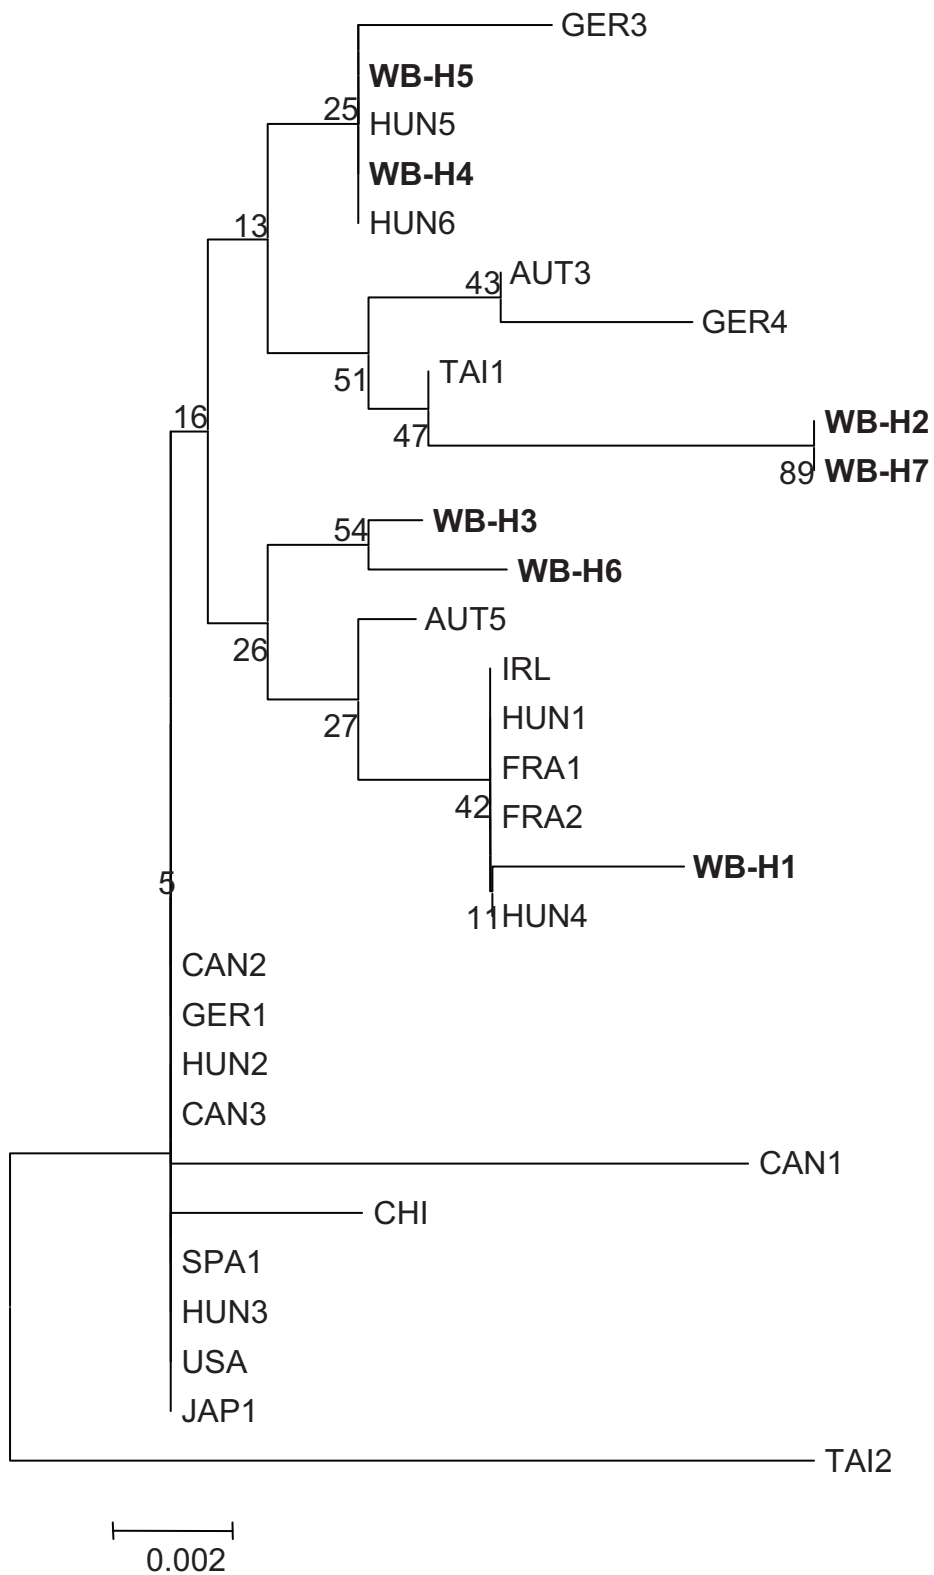 GER3
WB-H5
25
HUN5
WB-H4
HUN6
13
AUT3
43
GER4
TAI1
51
16
WB-H2
47
WB-H7
89
WB-H3
54
WB-H6
AUT5
26
IRL
HUN1
27
FRA1
42
FRA2
WB-H1
5
11
HUN4
CAN2
GER1
HUN2
CAN3
CAN1
CHI
SPA1
HUN3
USA
JAP1
TAI2
0.002